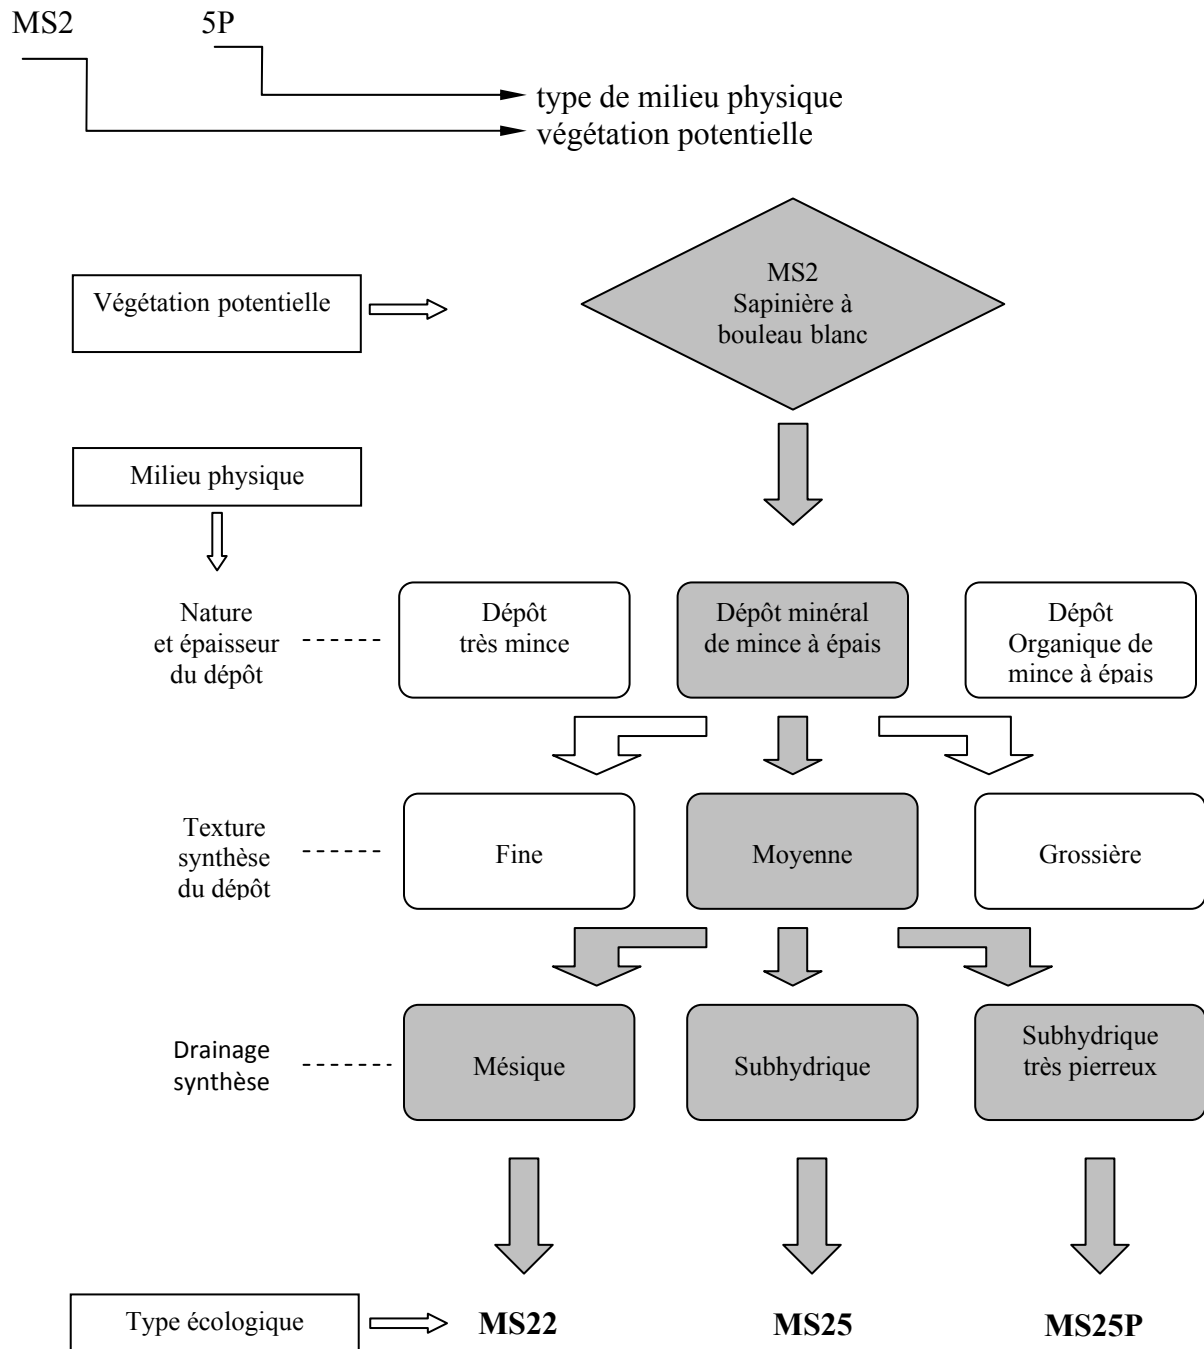 MS2 5P
type de milieu physique
végétation potentielle
Végétation potentielle
MS2
Sapinière à
bouleau blanc
Milieu physique
Nature
et épaisseur
du dépôt
Dépôt
très mince
Dépôt minéral
de mince à épais
Dépôt
Organique de
mince à épais
Texture
synthèse
du dépôt
Fine
Moyenne
Grossière
Drainage
synthèse
Mésique
Subhydrique
Subhydrique
très pierreux
Type écologique
MS22
MS25
MS25P